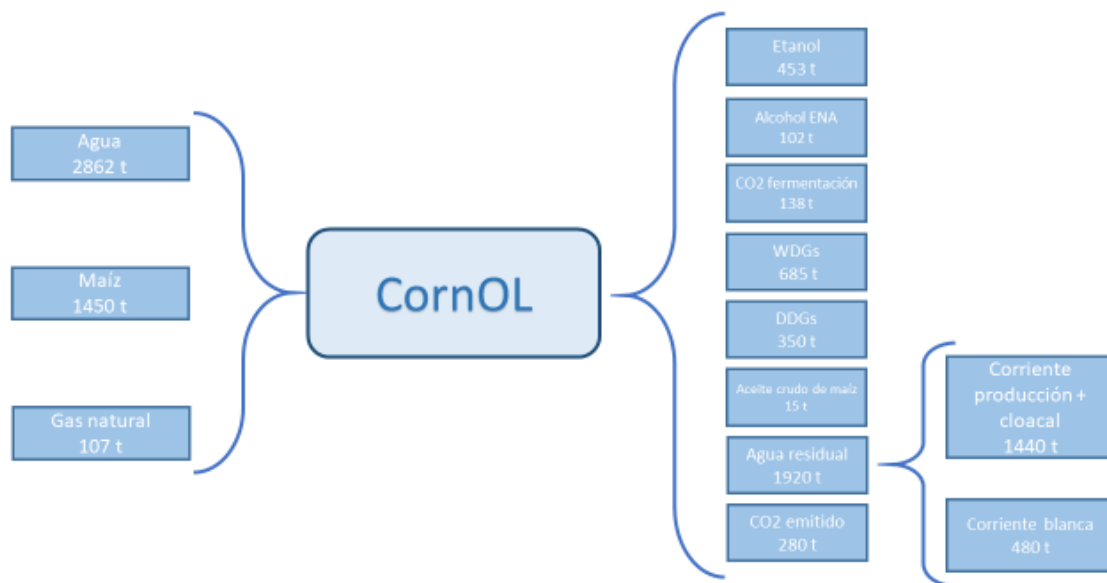 Agua
2862 t
Maíz
1450 t
Gas natural
107 t
CornOL
Etanol
453 t
Alcohol ENA
102 t
CO2 fermentación
138 t
WDGs
685 t
DDGs
350 t
Aceite crudo de maíz
15 t
Agua residual
1920 t
CO2 emitido
280 t
Corriente
producción +
cloacal
1440 t
Corriente blanca
480 t